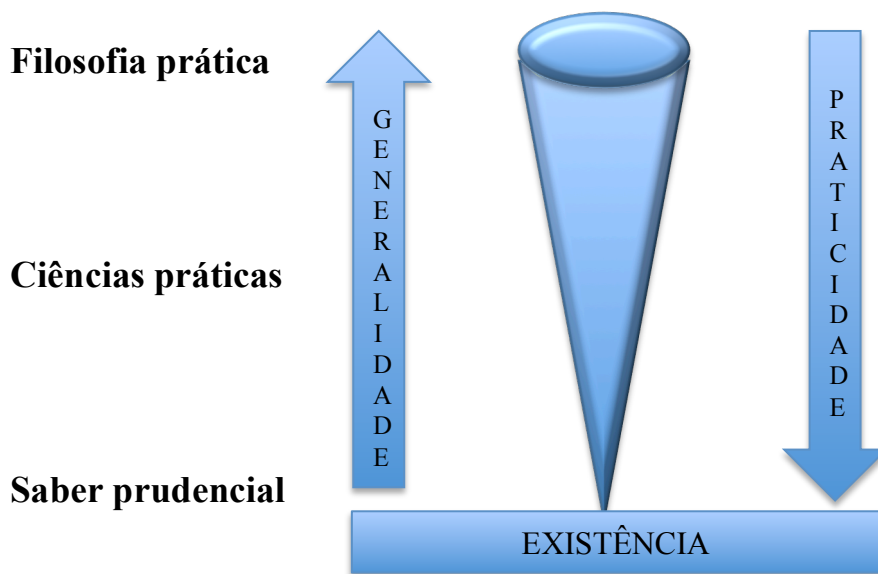 Filosofia prática
GENERALIDADE
PRATICIDADE
Ciências práticas
Saber prudencial
EXISTÊNCIA